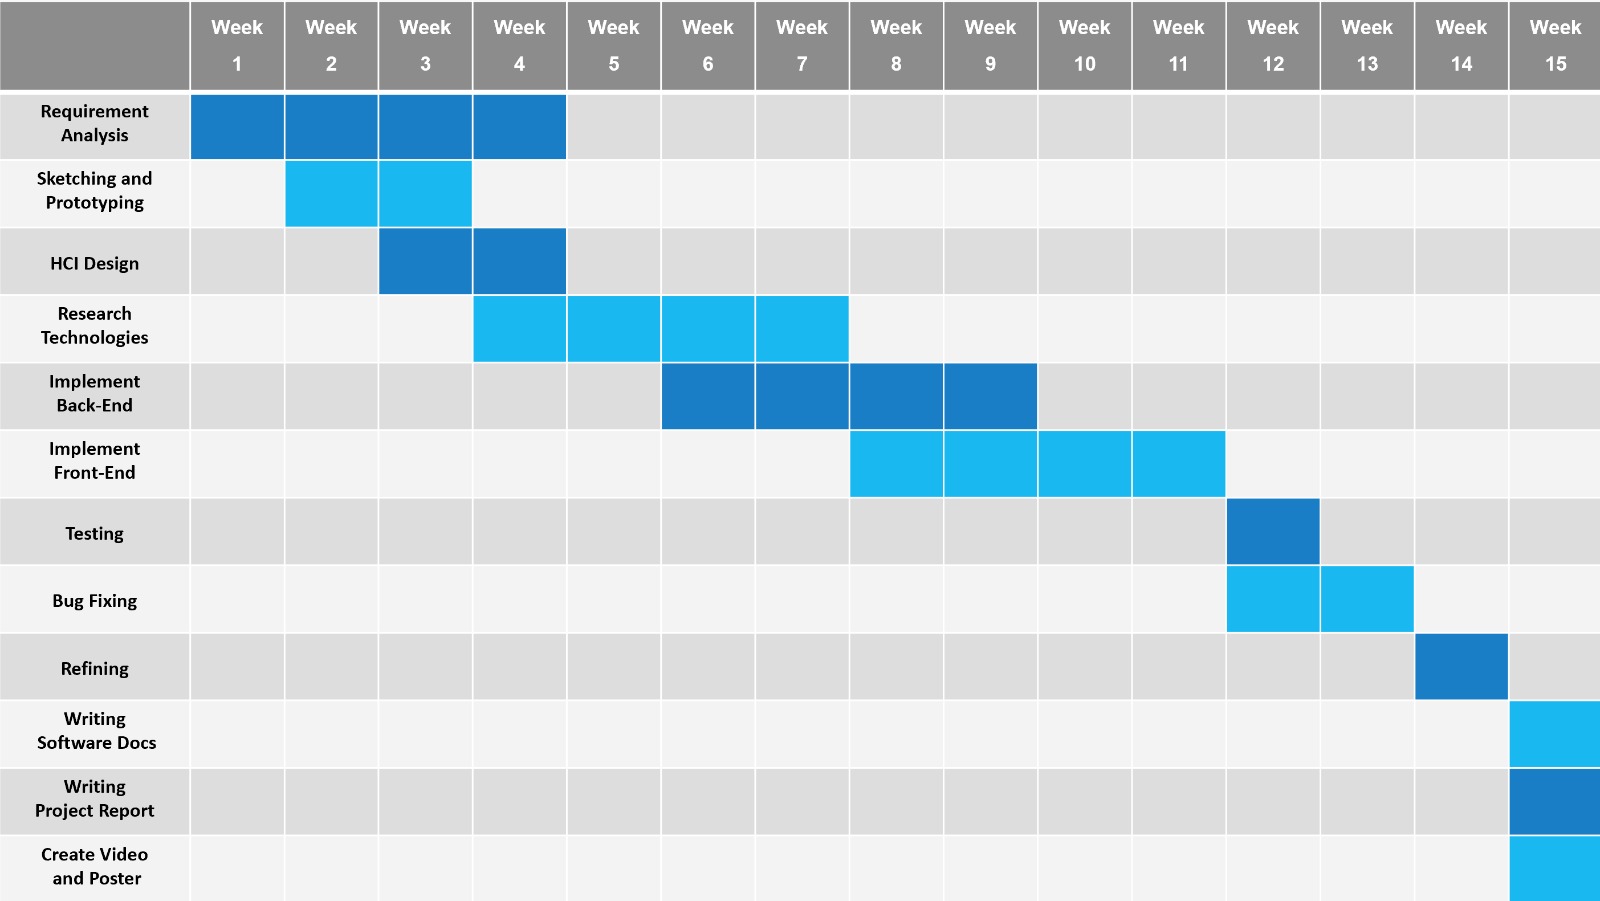 Week Week Week Week Week Week Week Week Week Week Week Week Week Week Week
1 2 3 4 5 6 7 8 9 10 11 12 13 14 15
Requirement
Analysis
Sketching and
Prototyping
HCI Design
Research
Technologies
Implement
Back-End
Implement
Front-End
Testing
Bug Fixing
Refining
Writing
Software Docs
Writing
Project Report
Create Video
and Poster